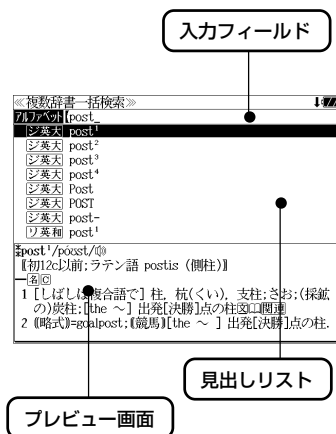 入力フィールド
≪複数辞書一括検索≫
アルファベット【post_
ジ英大 post¹
ジ英大 post²
ジ英大 post³
ジ英大 post⁴
ジ英大 Post
ジ英大 POST
ジ英大 post-
リ英和 post¹
‡post¹/póust/
〖初12c以前;ラテン語 postis (側柱)〗
―名C
1 [しばしば複合語で] 柱, 杭(くい), 支柱;さお;(採鉱
の)炭柱;[the ～] 出発[決勝]点の柱図関連
2 ⦅略式⦆=goalpost;⦅競馬⦆[the ～ ] 出発[決勝]点の柱.
見出しリスト
プレビュー画面